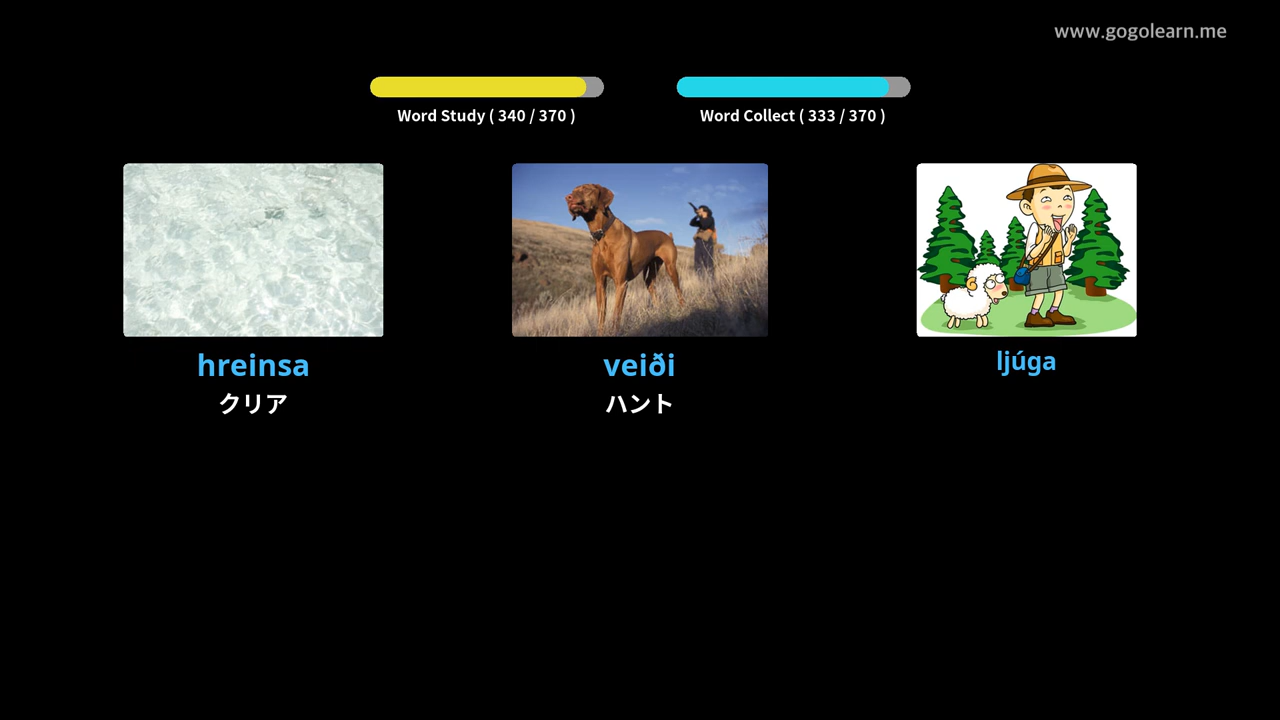 www.gogolearn.me
Word Study ( 340 / 370 )
Word Collect ( 333 / 370 )
hreinsa
クリア
veiði
ハント
ljúga